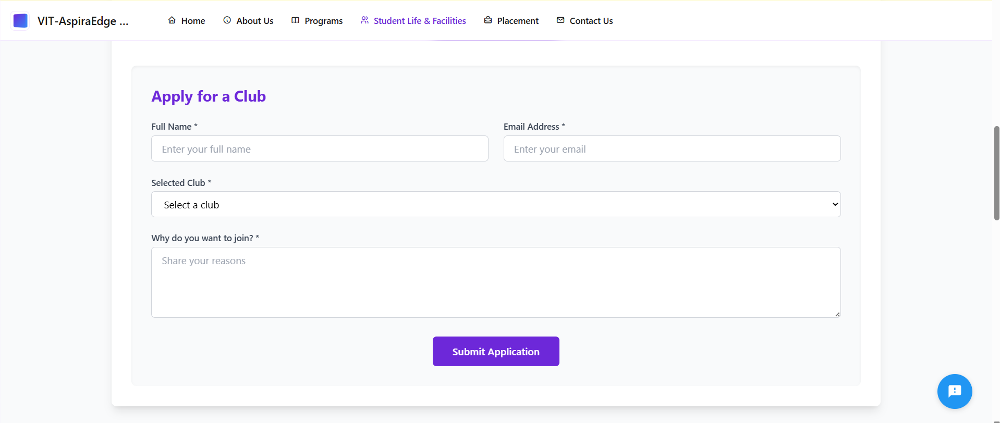 VIT-AspiraEdge ...
Home
About Us
Programs
Student Life & Facilities
Placement
Contact Us
Apply for a Club
Full Name *
Email Address *
Enter your full name
Enter your email
Selected Club *
Select a club
Why do you want to join? *
Share your reasons
Submit Application